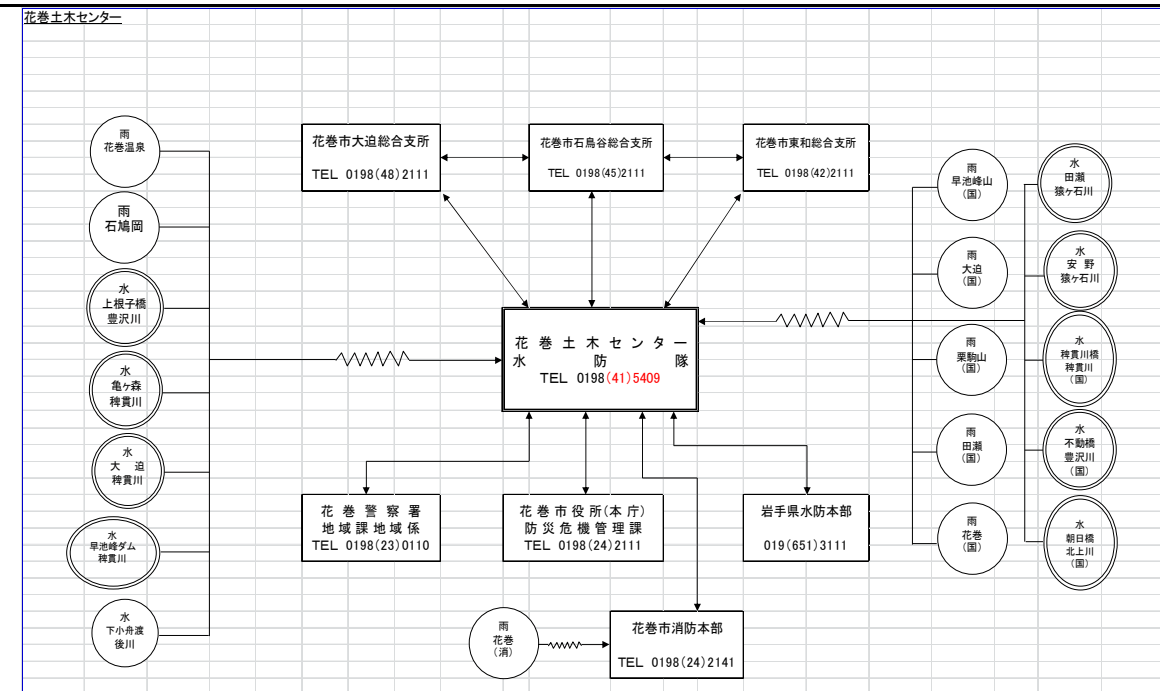 花巻土木センター
雨
花巻温泉
雨
石鳩岡
水
上根子橋
豊沢川
水
亀ヶ森
稗貫川
水
大 迫
稗貫川
水
早池峰ダム
稗貫川
水
下小舟渡
後川
花巻市大迫総合支所
TEL 0198(48)2111
花巻市石鳥谷総合支所
TEL 0198(45)2111
花巻市東和総合支所
TEL 0198(42)2111
花 巻 土 木 セ ン タ ー
水 防 隊
TEL 0198(41)5409
花 巻 警 察 署
地 域 課 地 域 係
TEL 0198(23)0110
花 巻 市 役 所(本 庁)
防 災 危 機 管 理 課
TEL 0198(24)2111
岩手県水防本部
019(651)3111
雨
花巻
(消)
花巻市消防本部
TEL 0198(24)2141
雨
早池峰山
(国)
雨
大迫
(国)
雨
栗駒山
(国)
雨
田瀬
(国)
雨
花巻
(国)
水
田瀬
猿ヶ石川
水
安 野
猿ヶ石川
水
稗貫川橋
稗貫川
(国)
水
不動橋
豊沢川
(国)
水
朝日橋
北上川
(国)